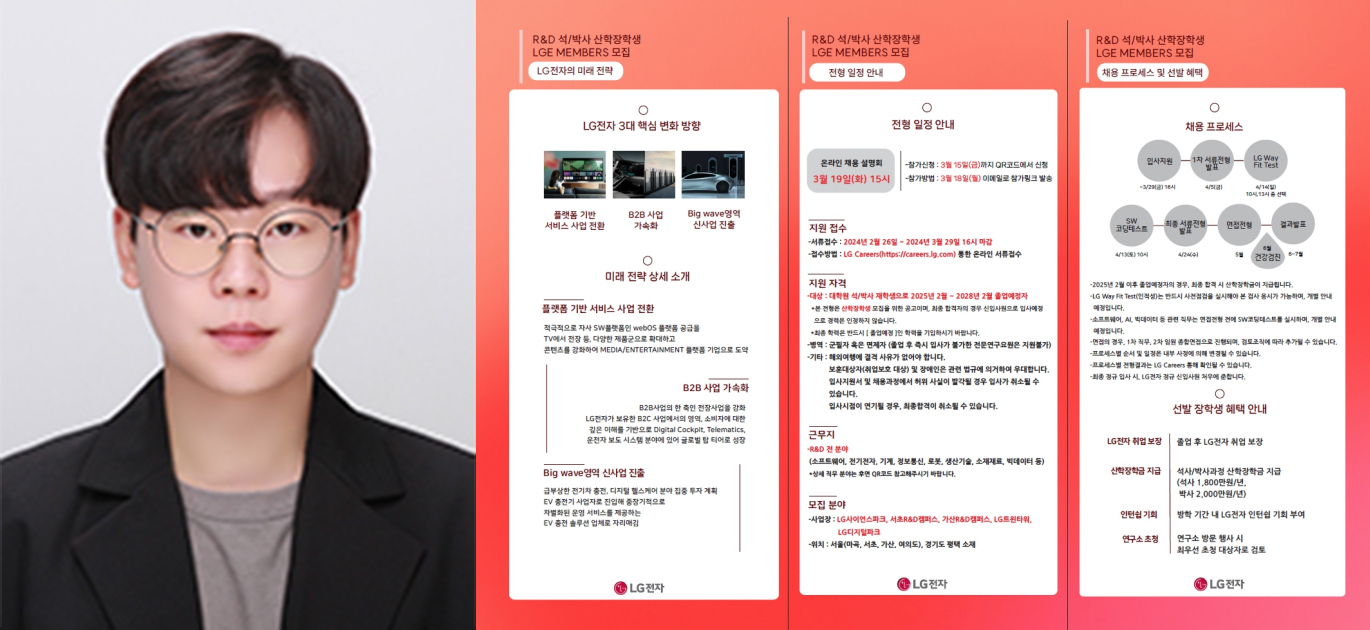 R&D 석/박사 산학장학생
LGE MEMBERS 모집
LG전자의 미래 전략
LG전자 3대 핵심 변화 방향
플랫폼 기반
서비스 사업 전환
B2B 사업
가속화
Big wave영역
신사업 진출
미래 전략 상세 소개
플랫폼 기반 서비스 사업 전환
적극적으로 자사 SW플랫폼인 webOS 플랫폼 공급을
TV에서 전장 등, 다양한 제품군으로 확대하고
콘텐츠를 강화하여 MEDIA/ENTERTAINMENT 플랫폼 기업으로 도약
B2B 사업 가속화
B2B사업의 한 축인 전장사업을 강화
LG전자가 보유한 B2C 사업에서의 영역, 소비자에 대한
깊은 이해를 기반으로 Digital Cockpit, Telematics,
운전자 보도 시스템 분야에 있어 글로벌 탑 티어로 성장
Big wave영역 신사업 진출
급부상한 전기차 충전, 디지털 헬스케어 분야 집중 투자 계획
EV 충전기 사업자로 진입해 중장기적으로
차별화된 운영 서비스를 제공하는
EV 충전 솔루션 업체로 자리매김
LG전자
R&D 석/박사 산학장학생
LGE MEMBERS 모집
전형 일정 안내
전형 일정 안내
온라인 채용 설명회
3월 19일(화) 15시
-참가신청 : 3월 15일(금)까지 QR코드에서 신청
-참가방법 : 3월 18일(월) 이메일로 참가링크 발송
지원 접수
-서류접수 : 2024년 2월 26일 ~ 2024년 3월 29일 16시 마감
-접수방법 : LG Careers(https://careers.lg.com) 통한 온라인 서류접수
지원 자격
-대상 : 대학원 석/박사 재학생으로 2025년 2월 ~ 2028년 2월 졸업예정자
*본 전형은 산학장학생 모집을 위한 공고이며, 최종 합격자의 경우 신입사원으로 입사예정
으로 경력은 인정하지 않습니다.
*최종 학력은 반드시 [ 졸업예정 ]인 학력을 기입하시기 바랍니다.
-병역 : 군필자 혹은 면제자 (졸업 후 즉시 입사가 불가한 전문연구요원은 지원불가)
-기타 : 해외여행에 결격 사유가 없어야 합니다.
보훈대상자(취업보호 대상) 및 장애인은 관련 법규에 의거하여 우대합니다.
입사지원서 및 채용과정에서 허위 사실이 발각될 경우 입사가 취소될 수
있습니다.
입사시점이 연기될 경우, 최종합격이 취소될 수 있습니다.
근무지
-R&D 전 분야
(소프트웨어, 전기전자, 기계, 정보통신, 로봇, 생산기술, 소재재료, 빅데이터 등)
*상세 직무 분야는 후면 QR코드 참고해주시기 바랍니다.
모집 분야
-사업장 : LG사이언스파크, 서초R&D캠퍼스, 가산R&D캠퍼스, LG트윈타워,
LG디지털파크
-위치 : 서울(마곡, 서초, 가산, 여의도), 경기도 평택 소재
LG전자
R&D 석/박사 산학장학생
LGE MEMBERS 모집
채용 프로세스 및 선발 혜택
채용 프로세스
입사지원
1차 서류전형
발표
LG Way
Fit Test
~3/29(금) 16시
4/5(금)
4/14(일)
10시,13시 중 선택
SW
코딩테스트
최종 서류전형
발표
면접전형
결과발표
4/13(토) 10시
4/24(수)
5월
6월
건강검진
6~7월
-2025년 2월 이후 졸업예정자의 경우, 최종 합격 시 산학장학금이 지급됩니다.
-LG Way Fit Test(인적성)는 반드시 사전점검을 실시해야 본 검사 응시가 가능하며, 개별 안내
예정입니다.
-소프트웨어, AI, 빅데이터 등 관련 직무는 면접전형 전에 SW코딩테스트를 실시하며, 개별 안내
예정입니다.
-면접의 경우, 1차 직무, 2차 임원 종합면접으로 진행되며, 검토조직에 따라 추가될 수 있습니다.
-프로세스별 순서 및 일정은 내부 사정에 의해 변경될 수 있습니다.
-프로세스별 전형결과는 LG Careers 통해 확인될 수 있습니다.
-최종 정규 입사 시, LG전자 정규 신입사원 처우에 준합니다.
선발 장학생 혜택 안내
LG전자 취업 보장
졸업 후 LG전자 취업 보장
산학장학금 지급
석사/박사과정 산학장학금 지급
(석사 1,800만원/년,
박사 2,000만원/년)
인턴쉽 기회
방학 기간 내 LG전자 인턴쉽 기회 부여
연구소 초청
연구소 방문 행사 시
최우선 초청 대상자로 검토
LG전자